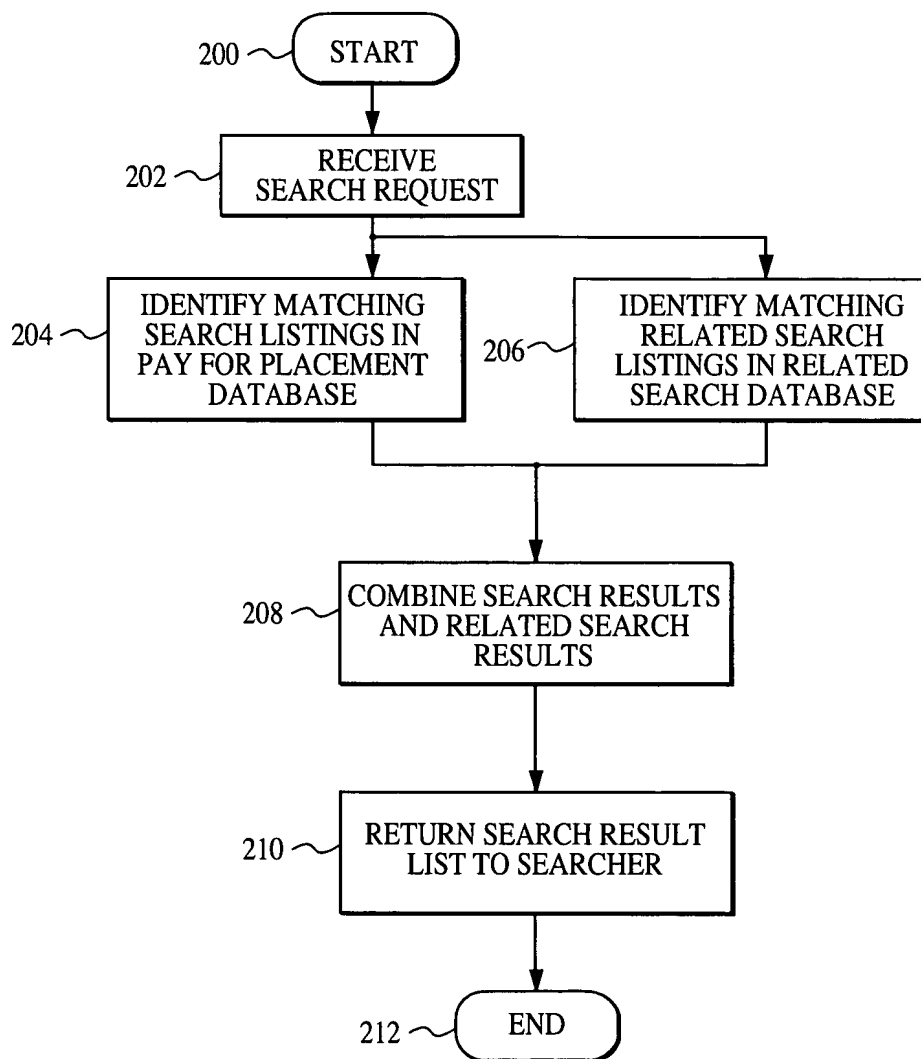 200
START
202
RECEIVE
SEARCH REQUEST
204
IDENTIFY MATCHING
SEARCH LISTINGS IN
PAY FOR PLACEMENT
DATABASE
206
IDENTIFY MATCHING
RELATED SEARCH
LISTINGS IN RELATED
SEARCH DATABASE
208
COMBINE SEARCH RESULTS
AND RELATED SEARCH
RESULTS
210
RETURN SEARCH RESULT
LIST TO SEARCHER
212
END